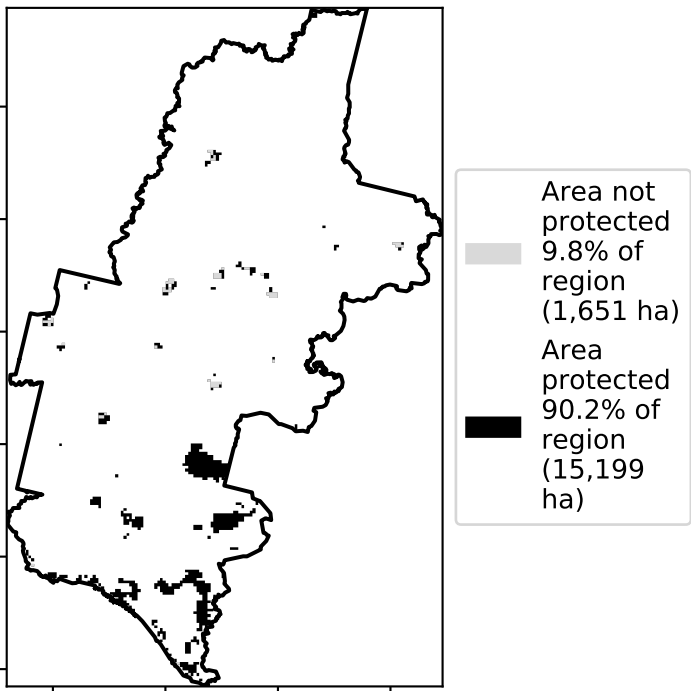 Area not
protected
9.8% of
region
(1,651 ha)
Area
protected
90.2% of
region
(15,199
ha)